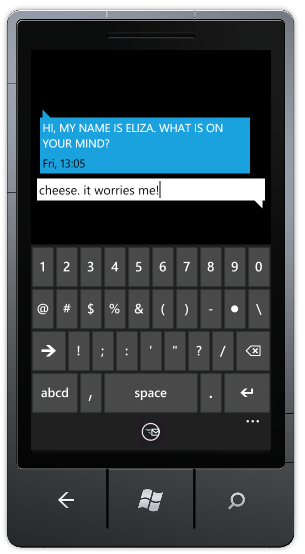 HI, MY NAME IS ELIZA. WHAT IS ON
YOUR MIND?
Fri, 13:05
cheese. it worries me!
1 2 3 4 5 6 7 8 9 0
@ # $ % & ( ) - • \
➔ ! ; : ' " ? /
abcd , space . ↵
...